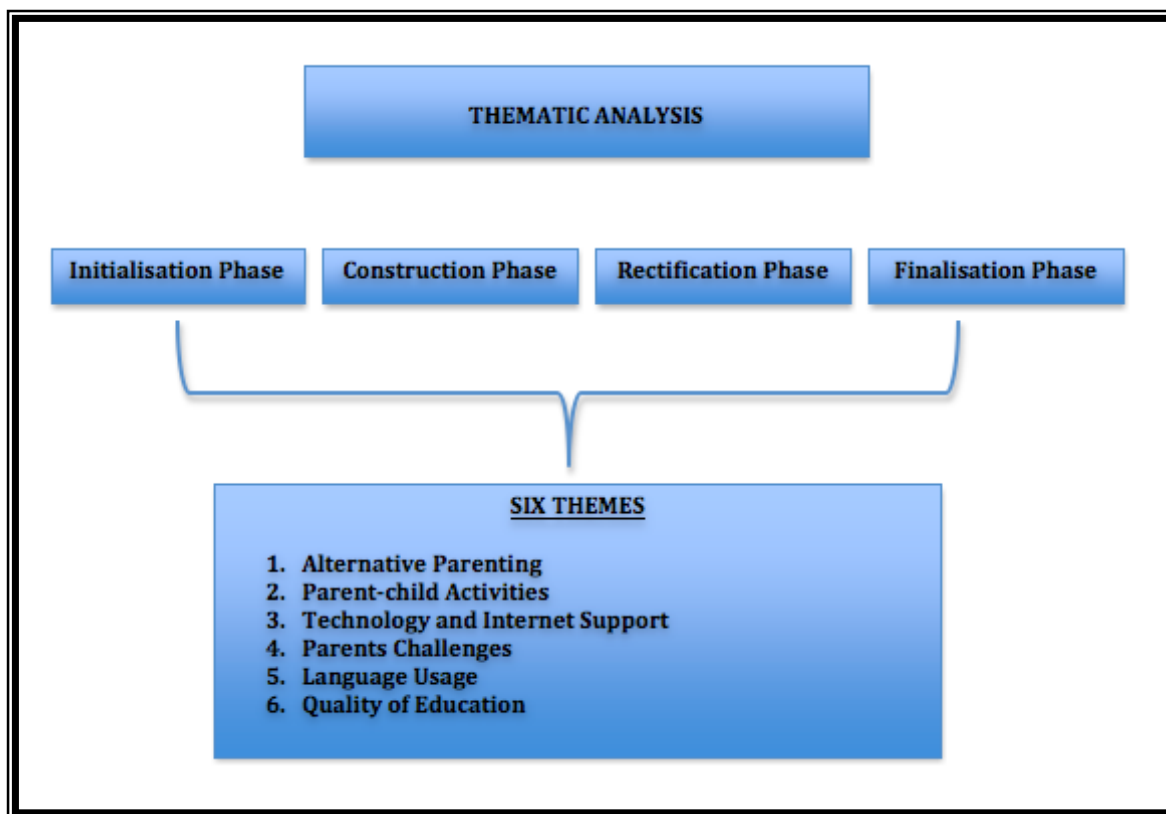 THEMATIC ANALYSIS
Initialisation Phase
Construction Phase
Rectification Phase
Finalisation Phase
SIX THEMES
1. Alternative Parenting
2. Parent-child Activities
3. Technology and Internet Support
4. Parents Challenges
5. Language Usage
6. Quality of Education